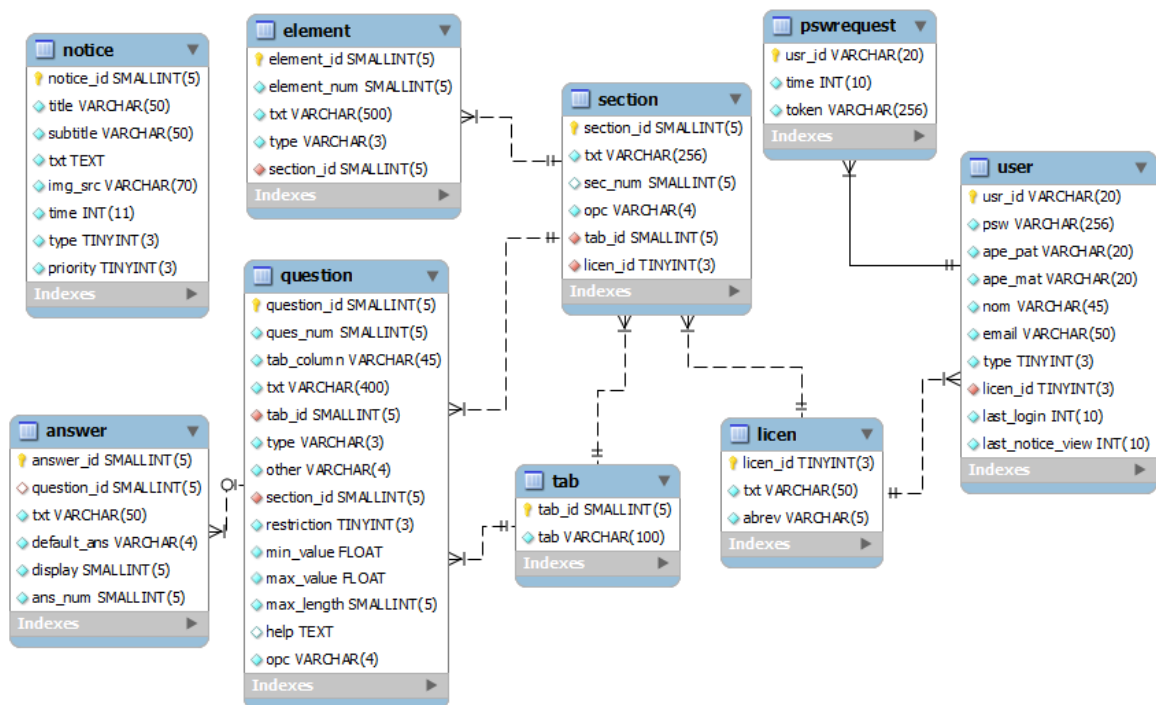 notice
notice_id SMALLINT(5)
title VARCHAR(50)
subtitle VARCHAR(50)
txt TEXT
img_src VARCHAR(70)
time INT(11)
type TINYINT(3)
priority TINYINT(3)
Indexes
element
element_id SMALLINT(5)
element_num SMALLINT(5)
txt VARCHAR(500)
type VARCHAR(3)
section_id SMALLINT(5)
Indexes
section
section_id SMALLINT(5)
txt VARCHAR(256)
sec_num SMALLINT(5)
opc VARCHAR(4)
tab_id SMALLINT(5)
licen_id TINYINT(3)
Indexes
pswrequest
usr_id VARCHAR(20)
time INT(10)
token VARCHAR(256)
Indexes
user
usr_id VARCHAR(20)
psw VARCHAR(256)
ape_pat VARCHAR(20)
ape_mat VARCHAR(20)
nom VARCHAR(45)
email VARCHAR(50)
type TINYINT(3)
licen_id TINYINT(3)
last_login INT(10)
last_notice_view INT(10)
Indexes
question
question_id SMALLINT(5)
ques_num SMALLINT(5)
tab_column VARCHAR(45)
txt VARCHAR(400)
tab_id SMALLINT(5)
type VARCHAR(3)
other VARCHAR(4)
section_id SMALLINT(5)
restriction TINYINT(3)
min_value FLOAT
max_value FLOAT
max_length SMALLINT(5)
help TEXT
opc VARCHAR(4)
Indexes
answer
answer_id SMALLINT(5)
question_id SMALLINT(5)
txt VARCHAR(50)
default_ans VARCHAR(4)
display SMALLINT(5)
ans_num SMALLINT(5)
Indexes
tab
tab_id SMALLINT(5)
tab VARCHAR(100)
Indexes
licen
licen_id TINYINT(3)
txt VARCHAR(50)
abrev VARCHAR(5)
Indexes